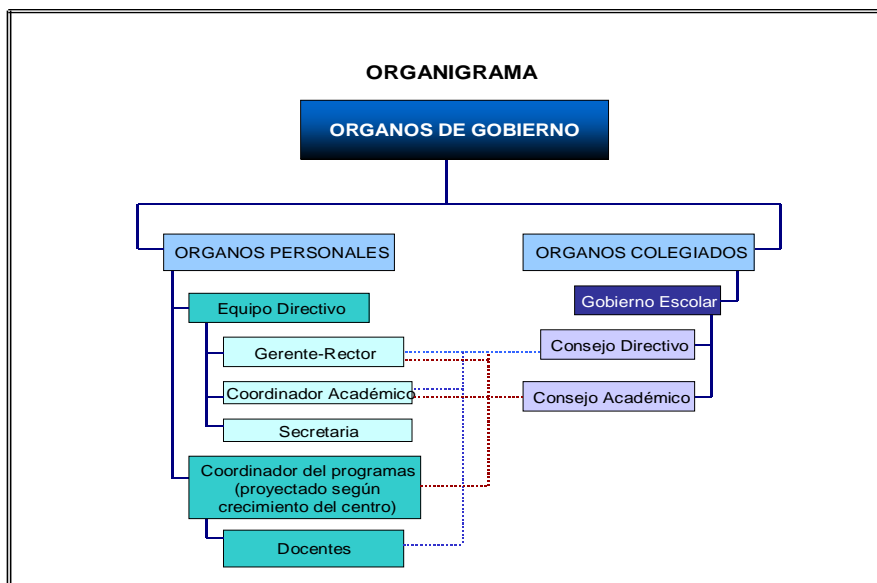 ORGANIGRAMA
ORGANOS DE GOBIERNO
ORGANOS PERSONALES
ORGANOS COLEGIADOS
Equipo Directivo
Gobierno Escolar
Gerente-Rector
Consejo Directivo
Coordinador Académico
Consejo Académico
Secretaria
Coordinador del programas
(proyectado según
crecimiento del centro)
Docentes